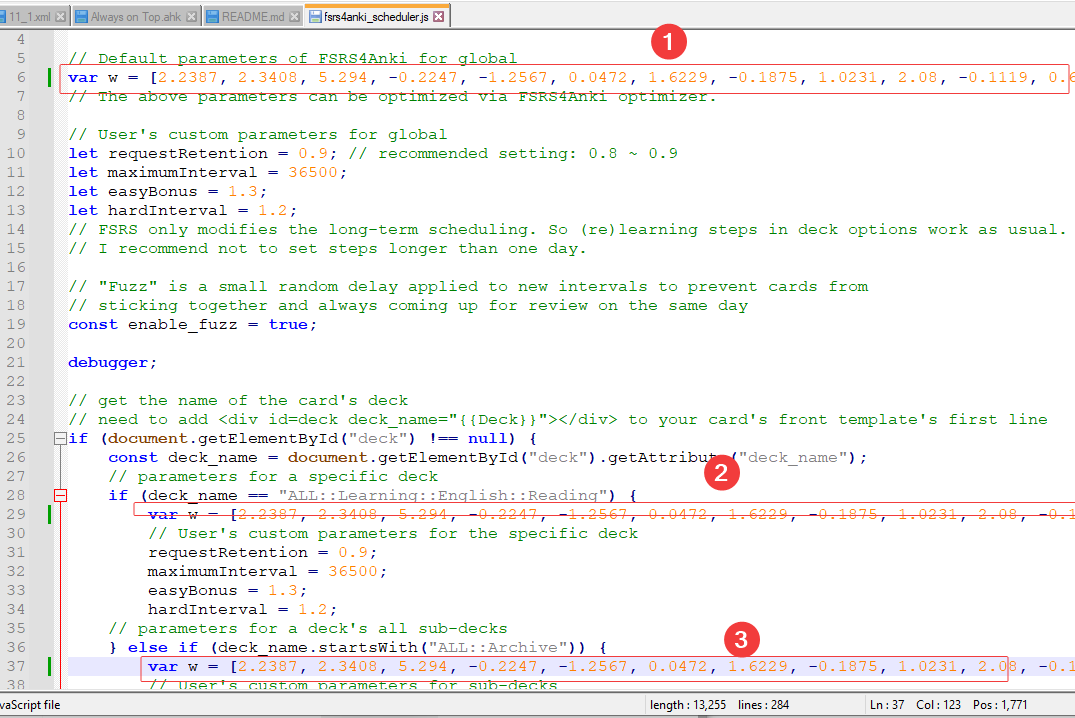 11_1.xml Always on Top.ahk README.md fsrs4anki_scheduler.js
4
5 // Default parameters of FSRS4Anki for global
6 var w = [2.2387, 2.3408, 5.294, -0.2247, -1.2567, 0.0472, 1.6229, -0.1875, 1.0231, 2.08, -0.1119, 0.6
7 // The above parameters can be optimized via FSRS4Anki optimizer.
8
9 // User's custom parameters for global
10 let requestRetention = 0.9; // recommended setting: 0.8 ~ 0.9
11 let maximumInterval = 36500;
12 let easyBonus = 1.3;
13 let hardInterval = 1.2;
14 // FSRS only modifies the long-term scheduling. So (re)learning steps in deck options work as usual.
15 // I recommend not to set steps longer than one day.
16
17 // "Fuzz" is a small random delay applied to new intervals to prevent cards from
18 // sticking together and always coming up for review on the same day
19 const enable_fuzz = true;
20
21 debugger;
22
23 // get the name of the card's deck
24 // need to add <div id=deck deck_name="{{Deck}}"></div> to your card's front template's first line
25 if (document.getElementById("deck") !== null) {
26 const deck_name = document.getElementById("deck").getAttribute("deck_name");
27 // parameters for a specific deck
28 if (deck_name == "ALL::Learning::English::Reading") {
29 var w = [2.2387, 2.3408, 5.294, -0.2247, -1.2567, 0.0472, 1.6229, -0.1875, 1.0231, 2.08, -0.1
30 // User's custom parameters for the specific deck
31 requestRetention = 0.9;
32 maximumInterval = 36500;
33 easyBonus = 1.3;
34 hardInterval = 1.2;
35 // parameters for a deck's all sub-decks
36 } else if (deck_name.startsWith("ALL::Archive")) {
37 var w = [2.2387, 2.3408, 5.294, -0.2247, -1.2567, 0.0472, 1.6229, -0.1875, 1.0231, 2.08, -0.1
38 // User's custom parameters for sub-decks
1
2
3
vaScript file length : 13,255 lines : 284 Ln : 37 Col : 123 Pos : 1,771